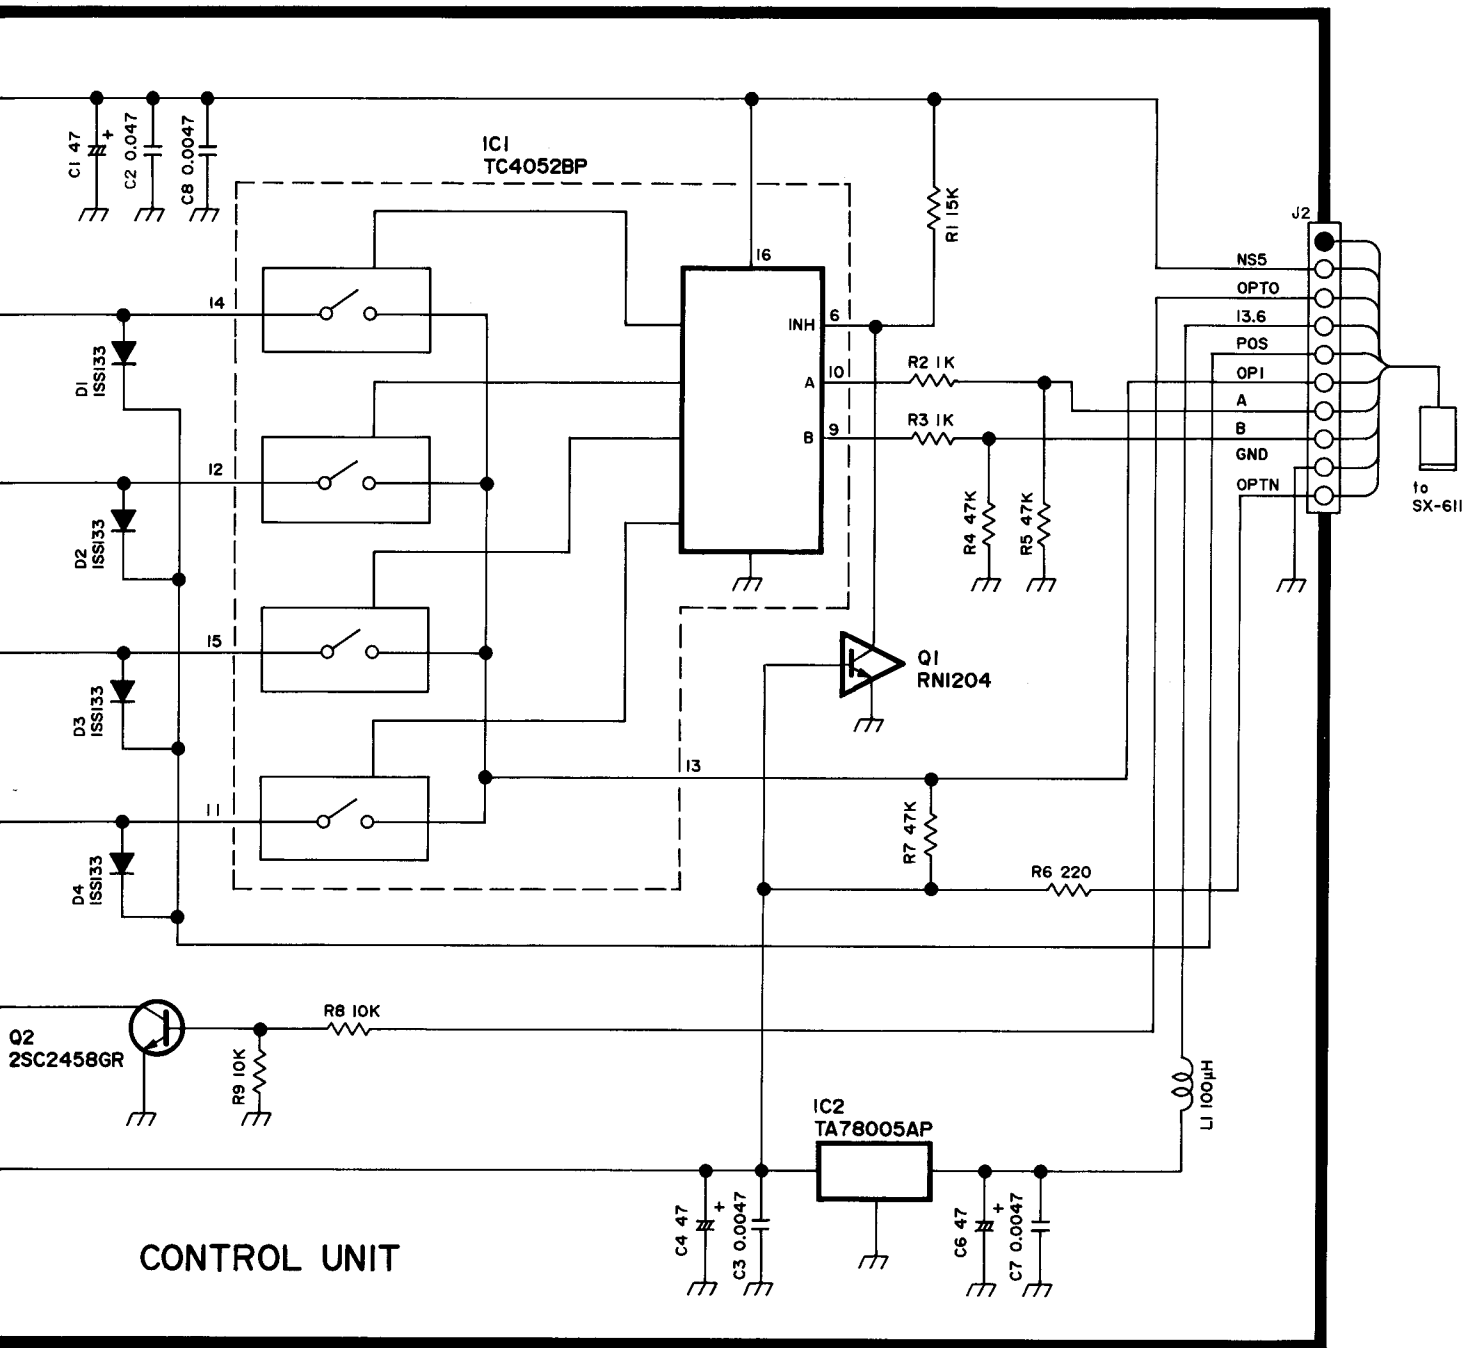 C1 47
+
C2 0.047
C8 0.0047
IC1
TC4052BP
R1 15K
J2
16
NS5
OPTO
13.6
POS
OP1
A
B
GND
OPTN
to
SX-611
14
D1
1SS133
INH
6
A
10
B
9
R2 1K
R3 1K
R4 47K
R5 47K
12
D2
1SS133
15
D3
1SS133
Q1
RN1204
13
R7 47K
R6 220
11
D4
1SS133
Q2
2SC2458GR
R8 10K
R9 10K
L1 100μH
IC2
TA78005AP
C4 47
+
C3 0.0047
C6 47
+
C7 0.0047
CONTROL UNIT